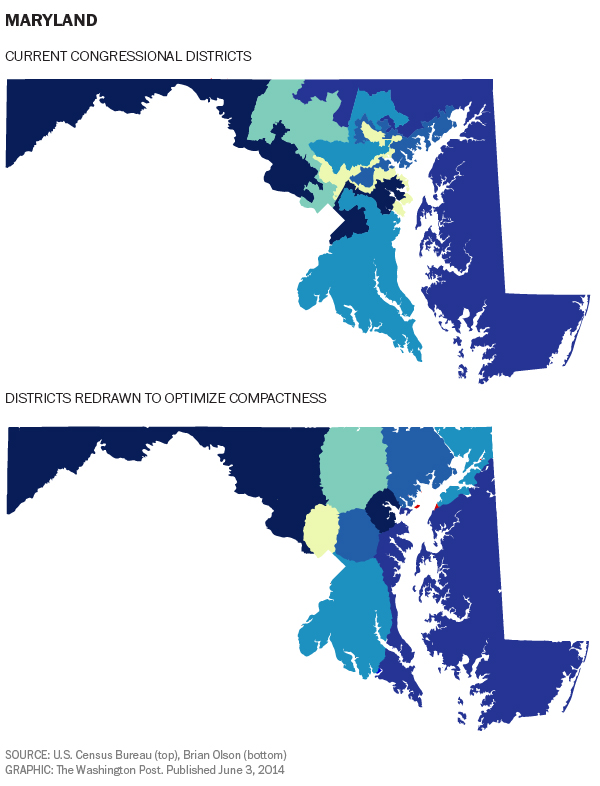 MARYLAND
CURRENT CONGRESSIONAL DISTRICTS
DISTRICTS REDRAWN TO OPTIMIZE COMPACTNESS
SOURCE: U.S. Census Bureau (top), Brian Olson (bottom)
GRAPHIC: The Washington Post. Published June 3, 2014